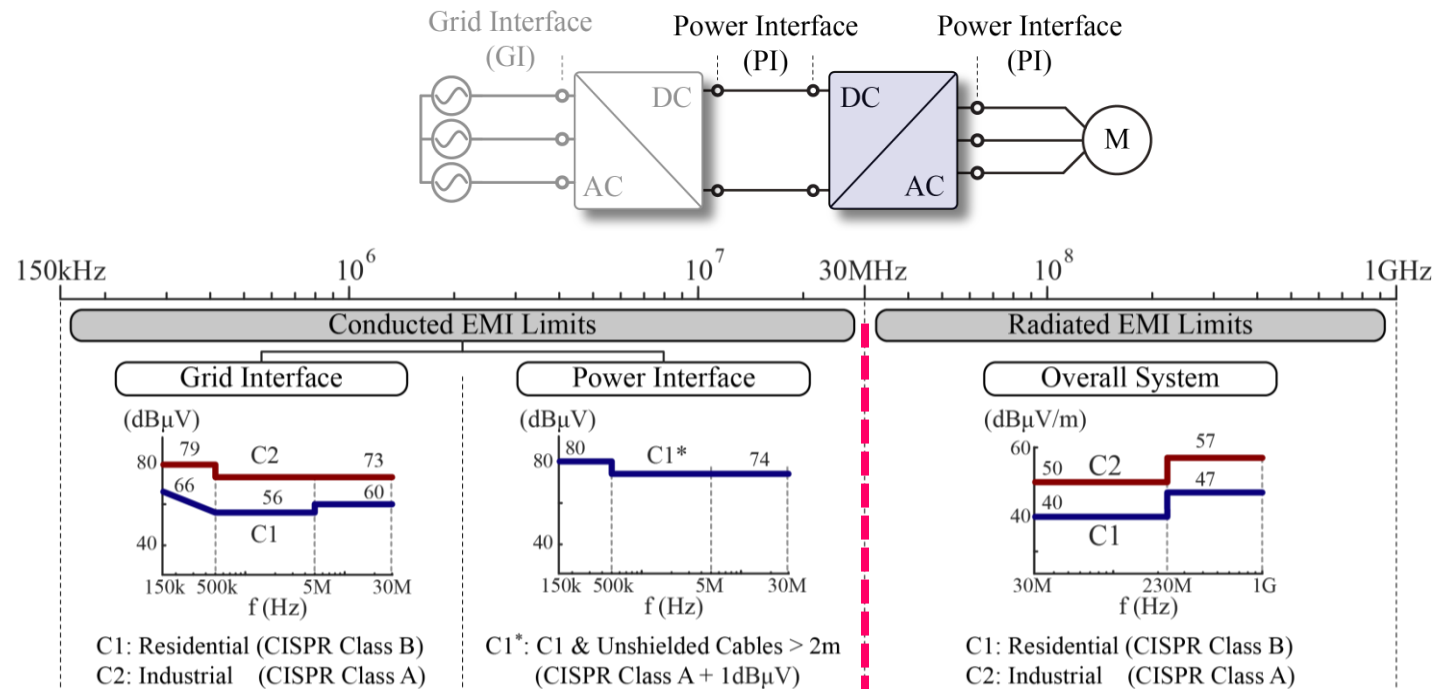 Grid Interface
(GI)
Power Interface
(PI)
Power Interface
(PI)
DC
AC
DC
AC
M
150kHz
10^6
10^7
30MHz
10^8
1GHz
Conducted EMI Limits
Radiated EMI Limits
Grid Interface
Power Interface
Overall System
(dBµV)
80
40
79
C2
73
66
56
60
C1
150k
500k
5M
30M
f (Hz)
C1: Residential (CISPR Class B)
C2: Industrial (CISPR Class A)
(dBµV)
80
40
80
C1*
74
150k
500k
5M
30M
f (Hz)
C1*: C1 & Unshielded Cables > 2m
(CISPR Class A + 1dBµV)
(dBµV/m)
60
40
50
C2
57
40
47
C1
30M
230M
1G
f (Hz)
C1: Residential (CISPR Class B)
C2: Industrial (CISPR Class A)